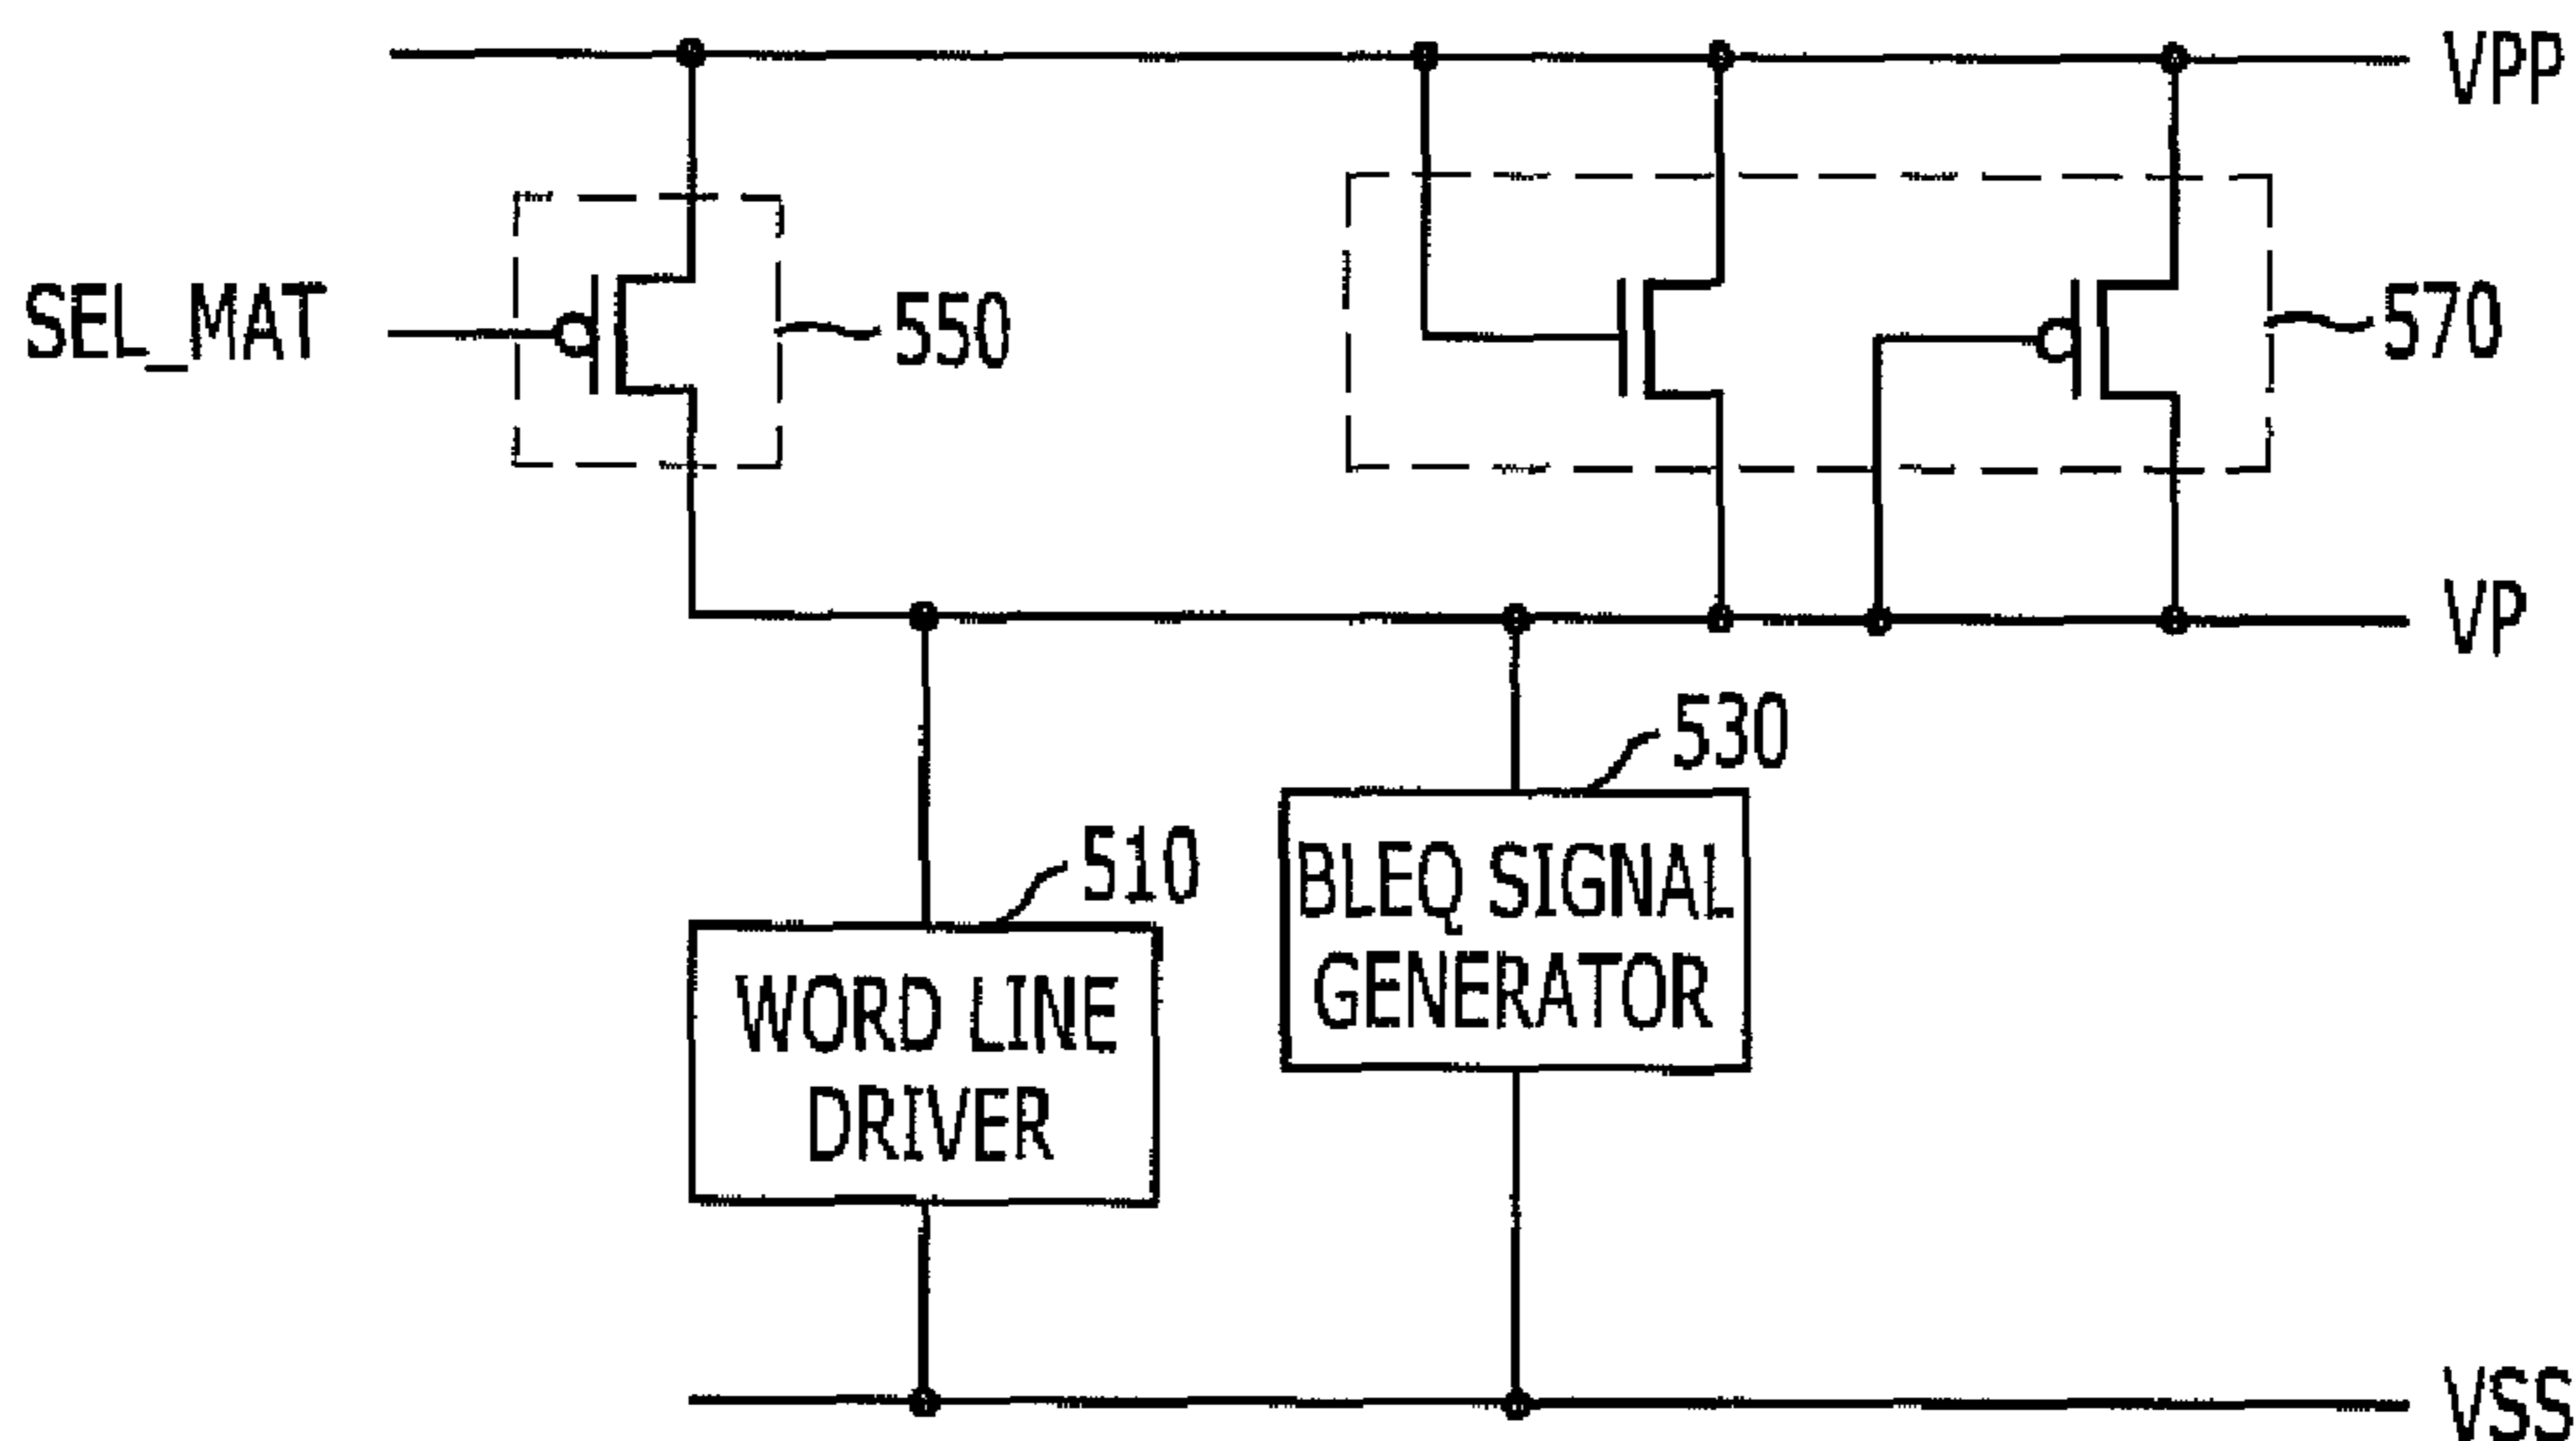 VPP
SEL_MAT
550
570
VP
530
510
BLEQ SIGNAL
GENERATOR
WORD LINE
DRIVER
VSS